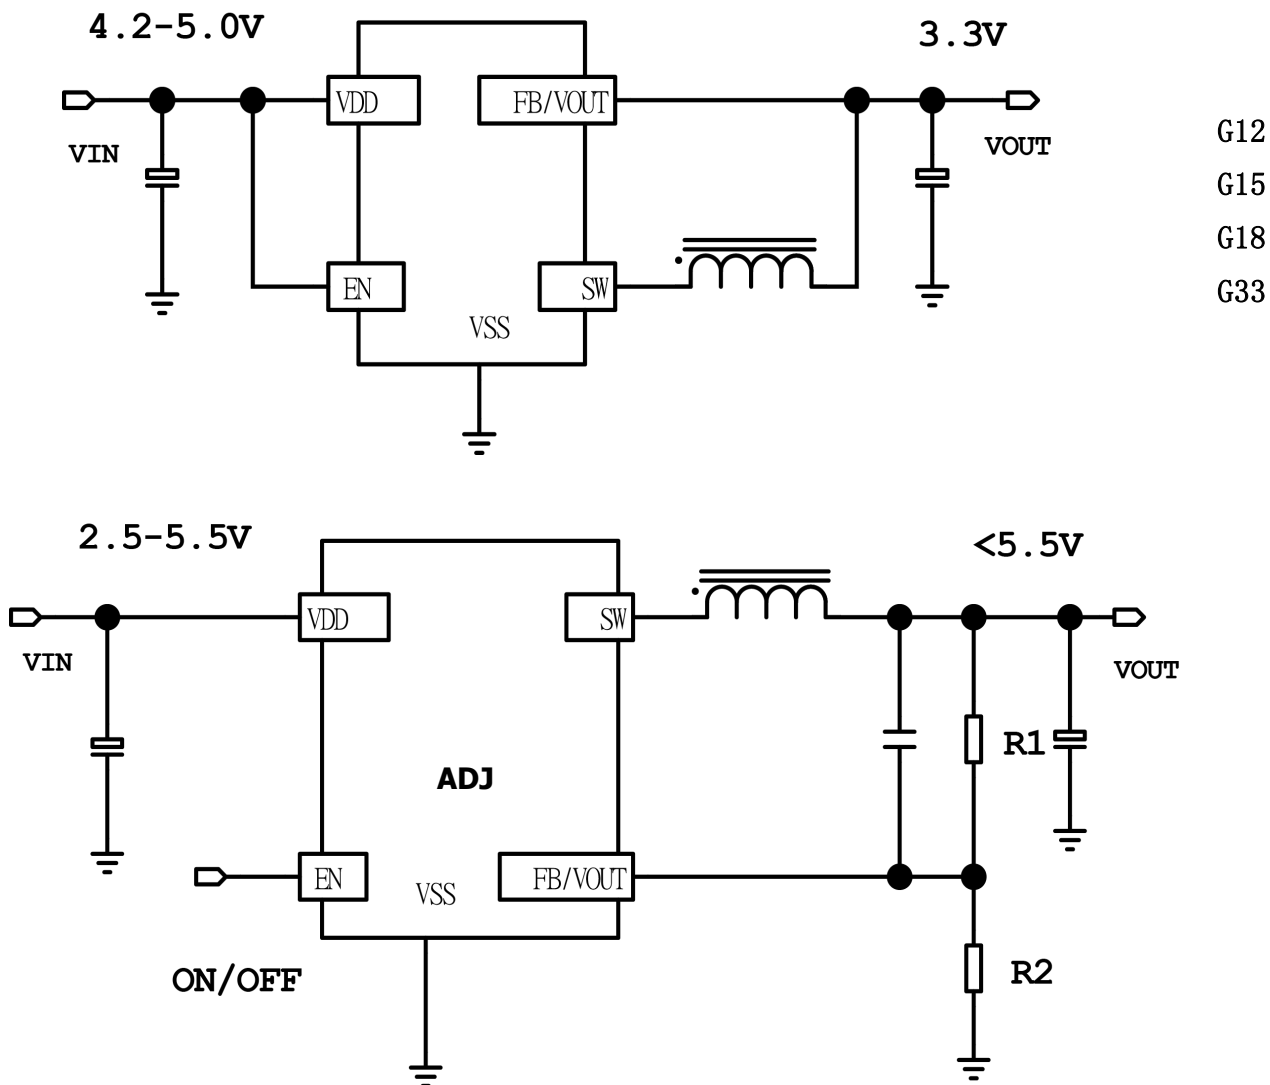 4.2-5.0V
3.3V
VDD
FB/VOUT
G12
VIN
VOUT
G15
G18
EN
SW
G33
VSS
2.5-5.5V
<5.5V
VDD
SW
VIN
VOUT
R1
ADJ
EN
VSS
FB/VOUT
ON/OFF
R2